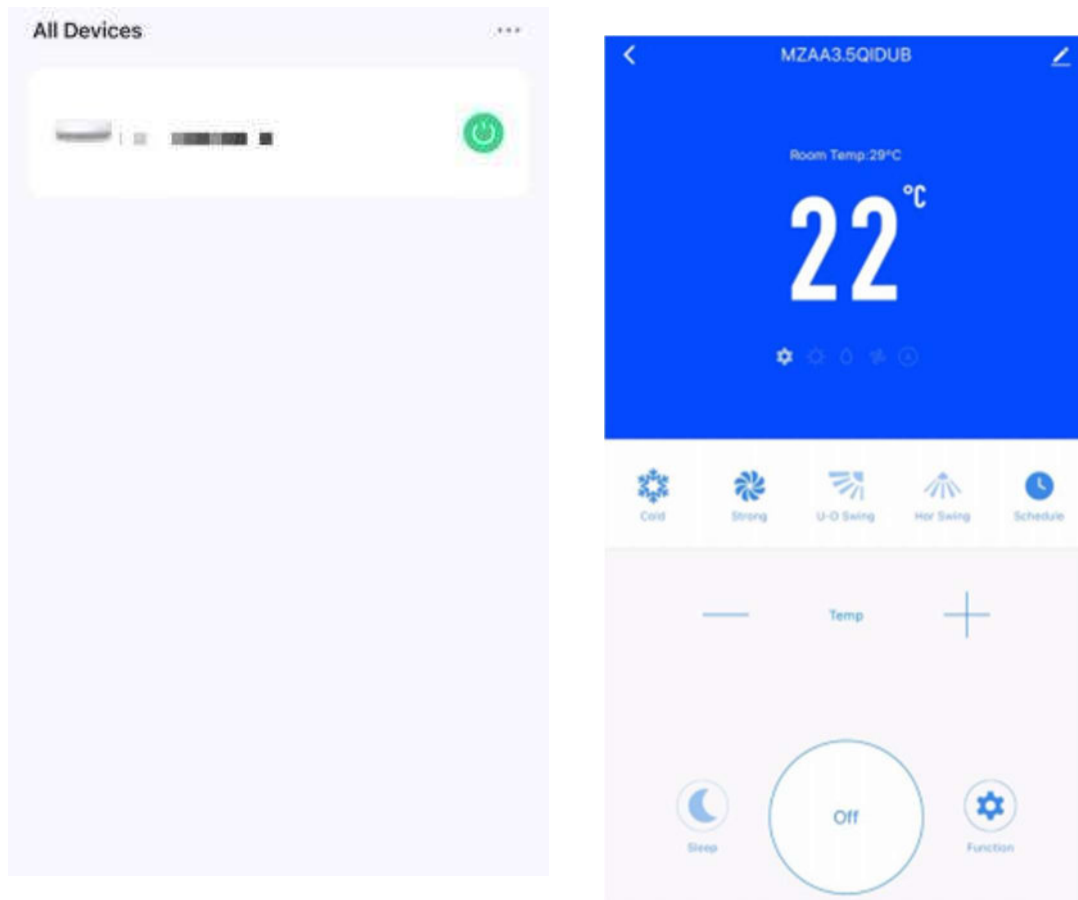 All Devices
MZAA3.5QIDUB
Room Temp:29°C
22 °C
Cold
Strong
U-D Swing
Hor Swing
Schedule
Temp
Sleep
Off
Function